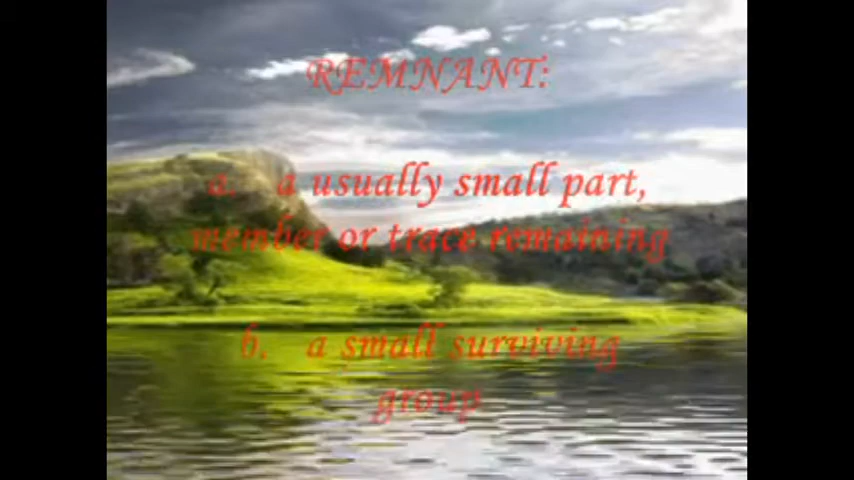 REMNANT:
a. a usually small part,
member or trace remaining
b. a small surviving
group